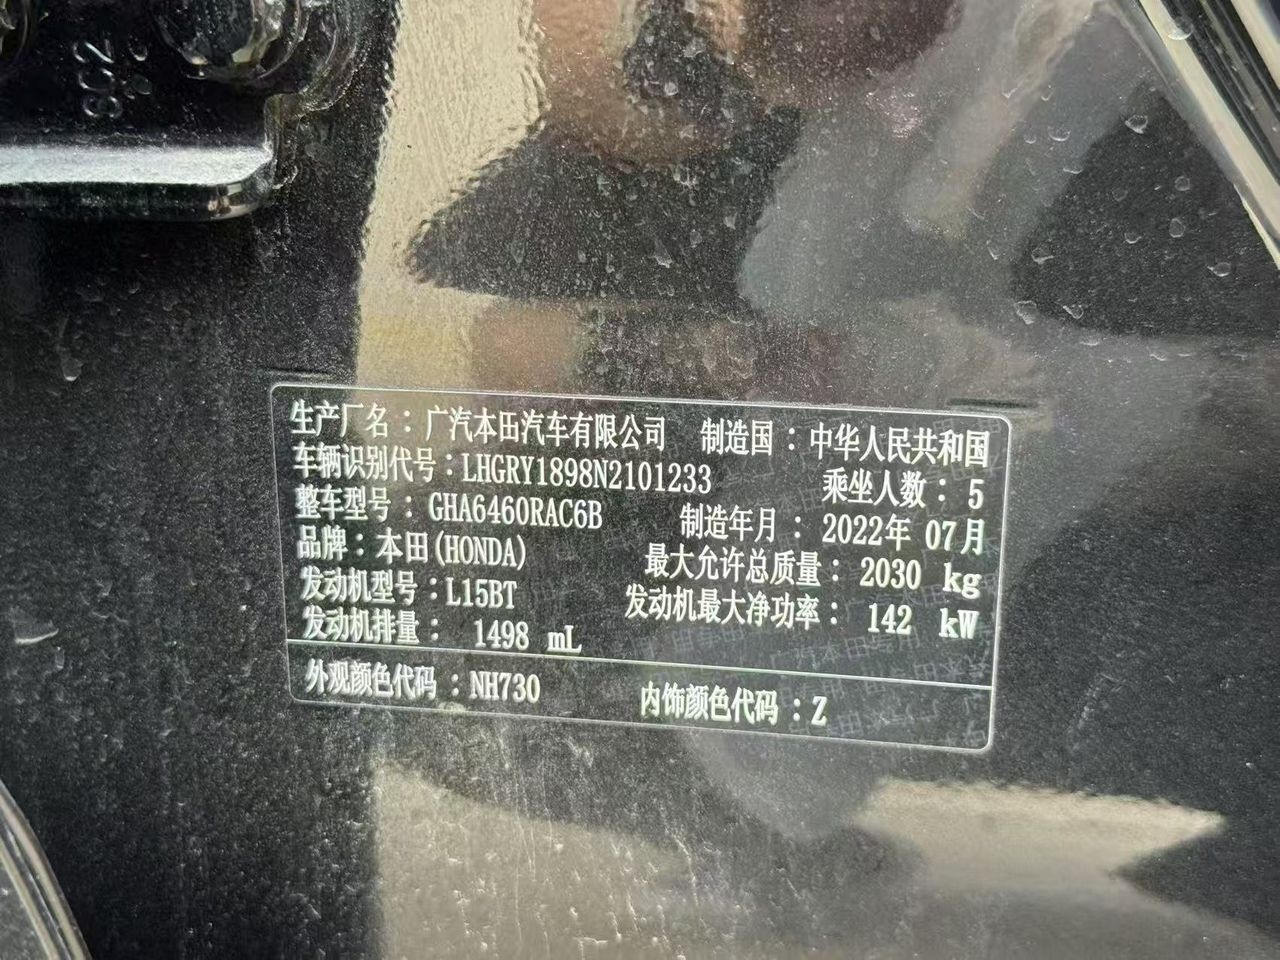 生产厂名：广汽本田汽车有限公司 制造国：中华人民共和国
车辆识别代号：LHGRY1898N2101233 乘坐人数：5
整车型号：GHA6460RAC6B 制造年月：2022年 07月
品牌：本田(HONDA) 最大允许总质量：2030 kg
发动机型号：L15BT 发动机最大净功率：142 kW
发动机排量：1498 mL
外观颜色代码：NH730 内饰颜色代码：Z